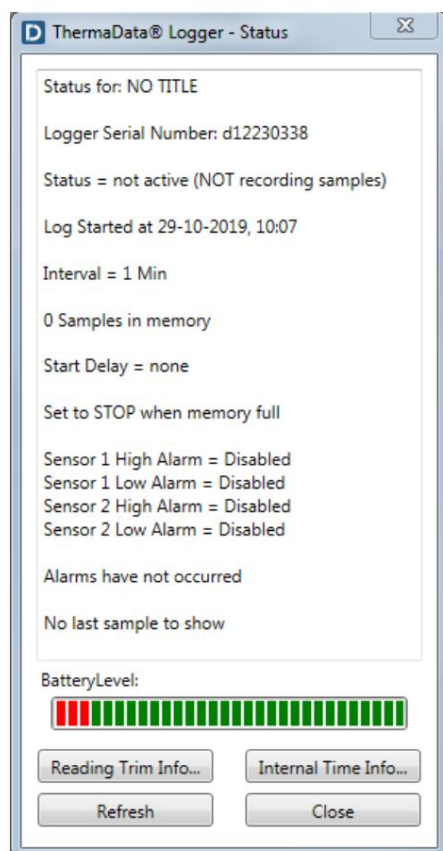 ThermaData® Logger - Status
Status for: NO TITLE
Logger Serial Number: d12230338
Status = not active (NOT recording samples)
Log Started at 29-10-2019, 10:07
Interval = 1 Min
0 Samples in memory
Start Delay = none
Set to STOP when memory full
Sensor 1 High Alarm = Disabled
Sensor 1 Low Alarm = Disabled
Sensor 2 High Alarm = Disabled
Sensor 2 Low Alarm = Disabled
Alarms have not occurred
No last sample to show
BatteryLevel:
Reading Trim Info... Internal Time Info...
Refresh Close